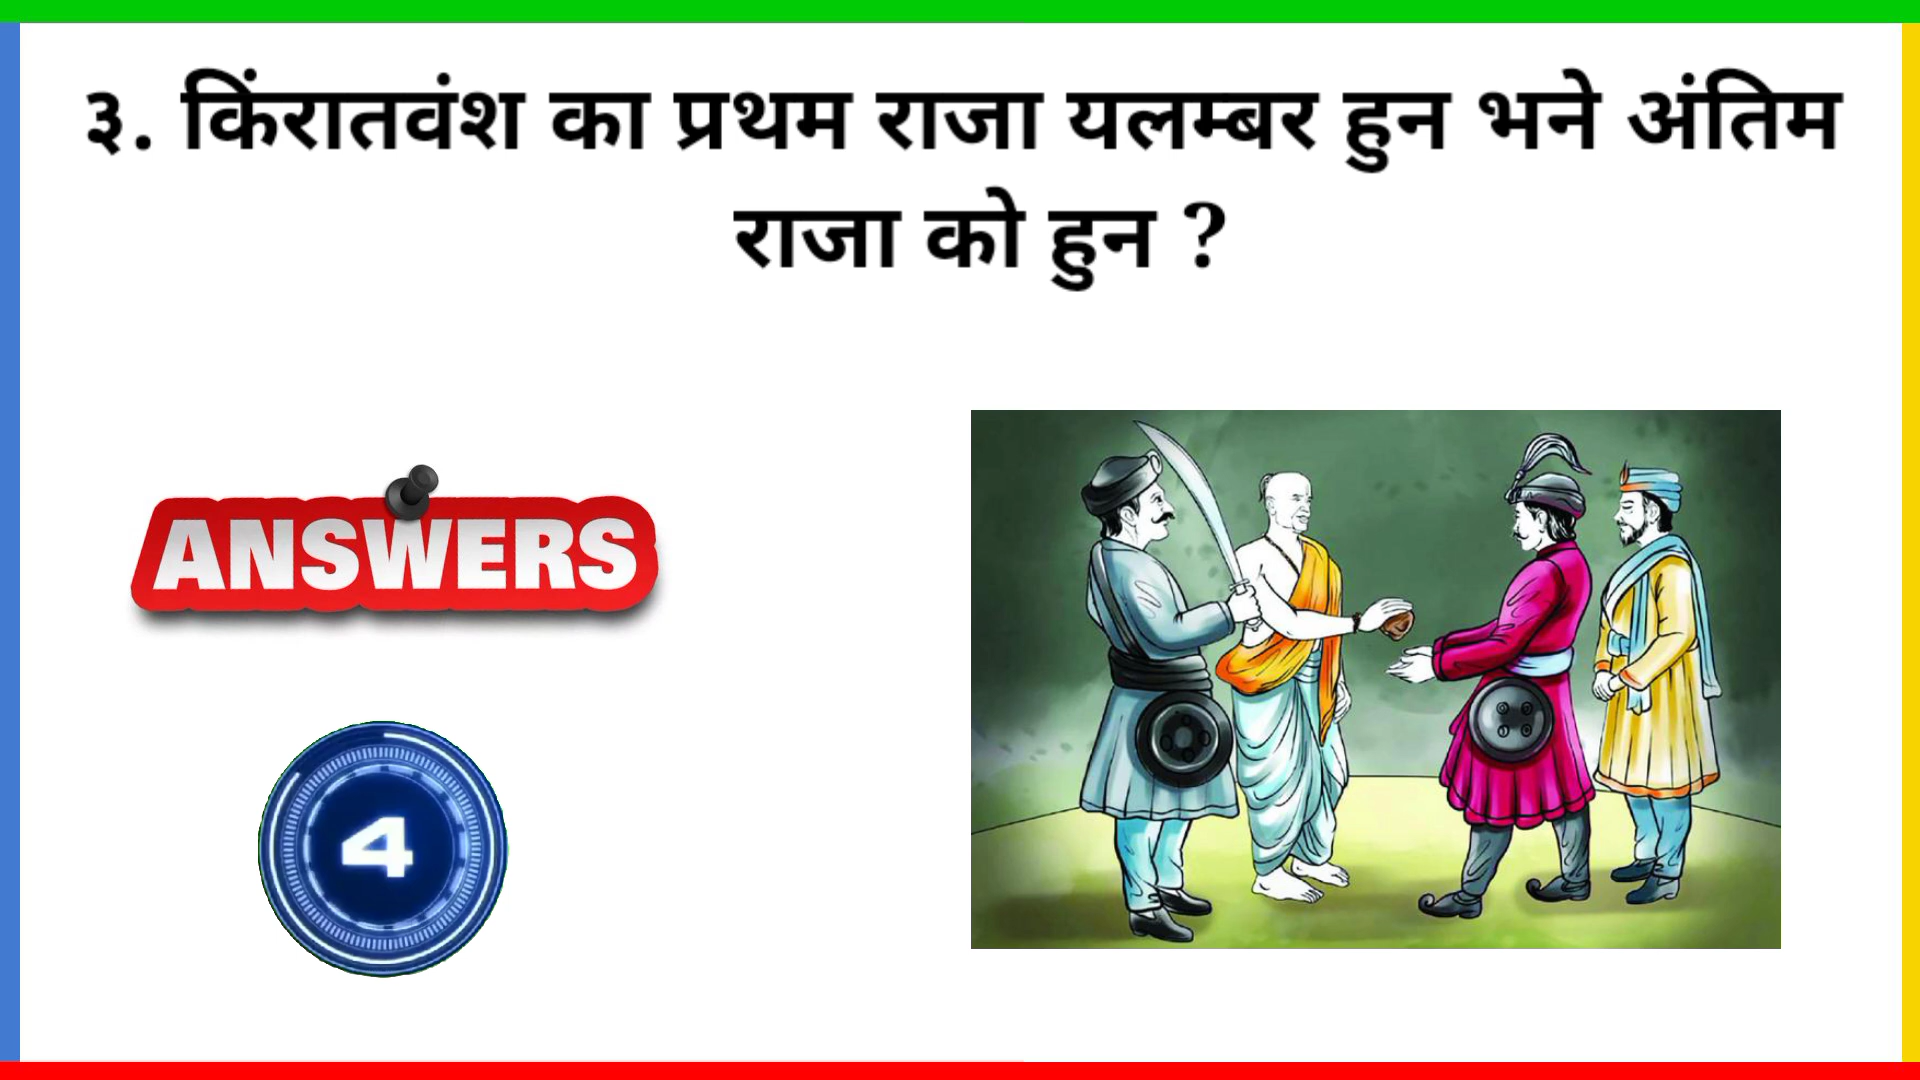 ३. किंरातवंश का प्रथम राजा यलम्बर हुन भने अंतिम
राजा को हुन ?
ANSWERS
4